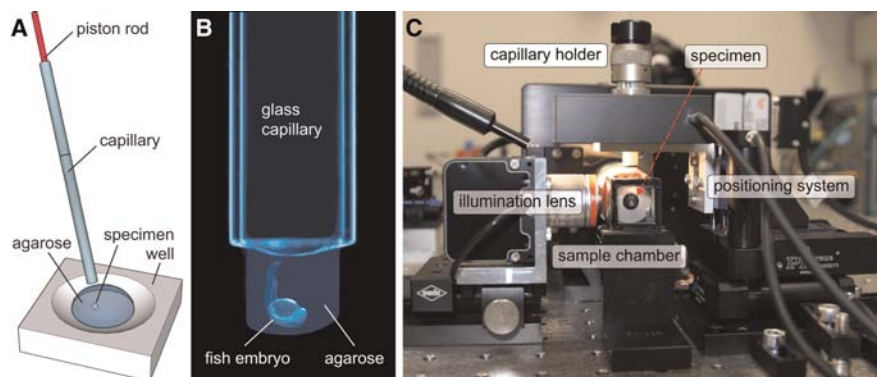 A
piston rod
capillary
agarose
specimen
well
B
glass
capillary
fish embryo
agarose
C
capillary holder
specimen
illumination lens
positioning system
sample chamber